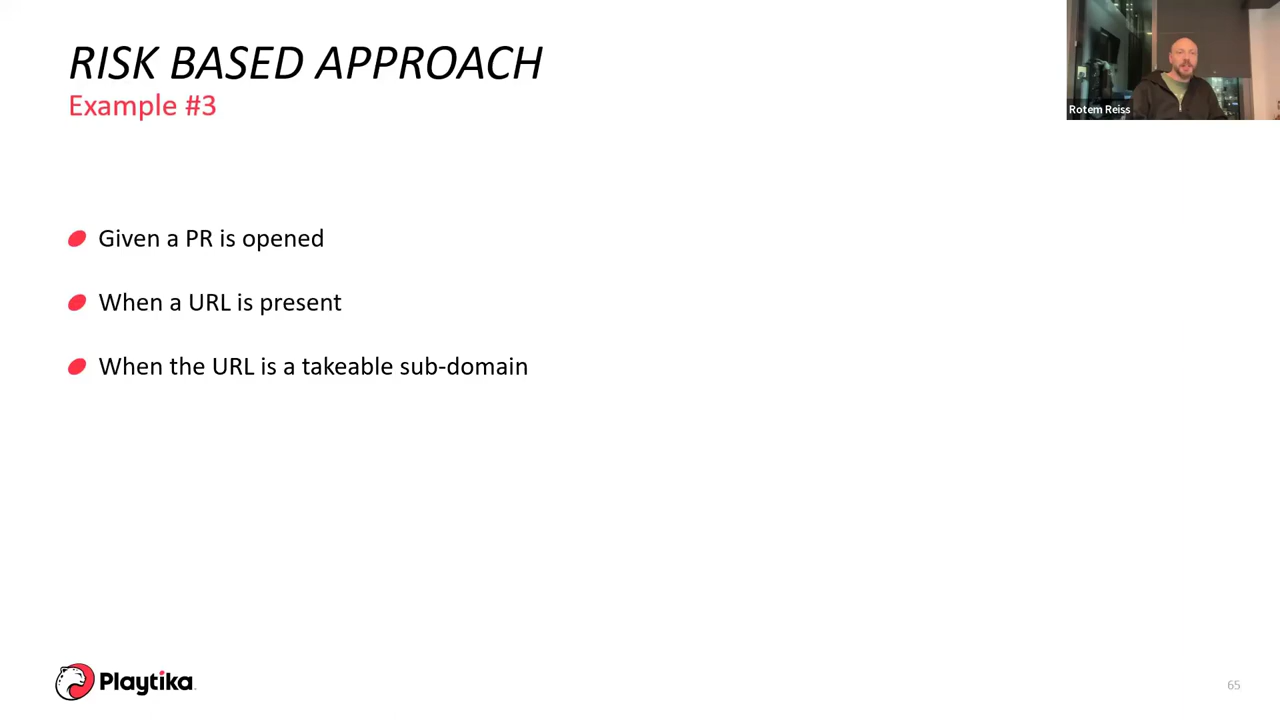 RISK BASED APPROACH
Example #3
Rotem Reiss
Given a PR is opened
When a URL is present
When the URL is a takeable sub-domain
Playtika
65